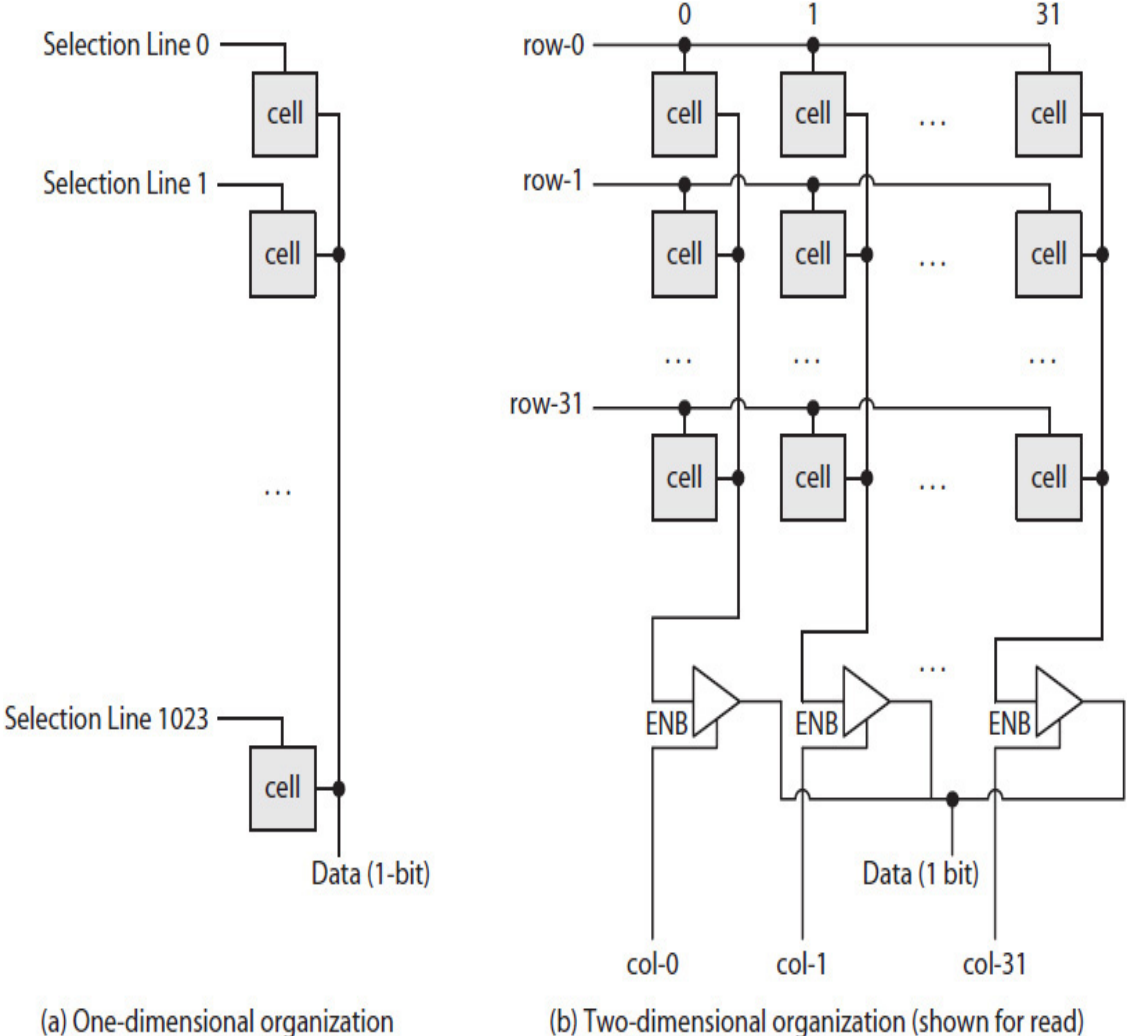 Selection Line 0
cell
Selection Line 1
cell
...
Selection Line 1023
cell
Data (1-bit)
(a) One-dimensional organization
0 1 31
row-0
cell cell ... cell
row-1
cell cell ... cell
... ... ...
row-31
cell cell ... cell
...
ENB ENB ENB
Data (1 bit)
col-0 col-1 col-31
(b) Two-dimensional organization (shown for read)